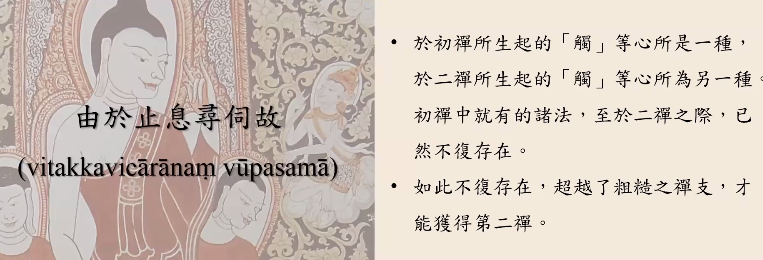 由於止息尋伺故
(vitakkavicārānaṃ vūpasamā)
• 於初禪所生起的「觸」等心所是一種，
於二禪所生起的「觸」等心所為另一種。
初禪中就有的諸法，至於二禪之際，已
然不復存在。
• 如此不復存在，超越了粗糙之禪支，才
能獲得第二禪。